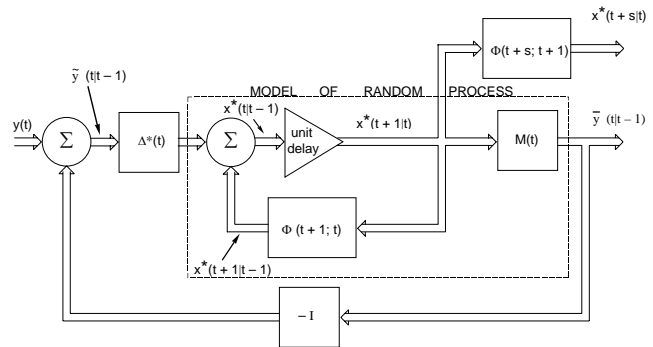 x*(t+s|t)
Φ(t+s; t+1)
ỹ (t|t−1)
MODEL OF RANDOM PROCESS
x*(t|t−1)
y(t)
Σ
Δ*(t)
Σ
unit
delay
x*(t+1|t)
M(t)
ȳ (t|t−1)
Φ (t+1; t)
x*(t+1|t−1)
− I